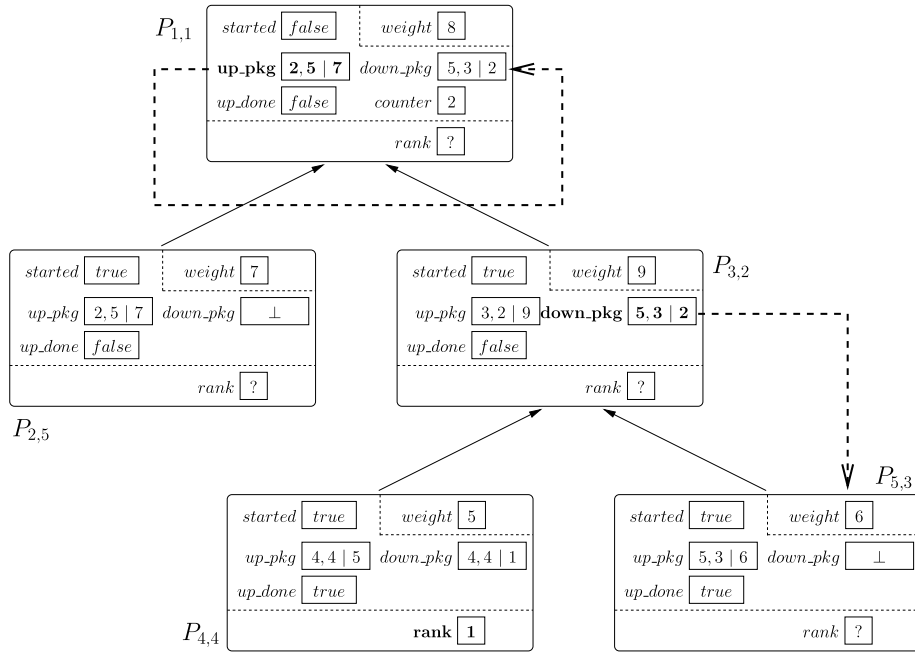 P1,1
started false weight 8
up_pkg 2, 5 | 7 down_pkg 5, 3 | 2
up_done false counter 2
rank ?
started true weight 7
up_pkg 2, 5 | 7 down_pkg ⊥
up_done false
rank ?
P2,5
started true weight 9
P3,2
up_pkg 3, 2 | 9 down_pkg 5, 3 | 2
up_done false
rank ?
started true weight 5
up_pkg 4, 4 | 5 down_pkg 4, 4 | 1
up_done true
P4,4
rank 1
P5,3
started true weight 6
up_pkg 5, 3 | 6 down_pkg ⊥
up_done true
rank ?